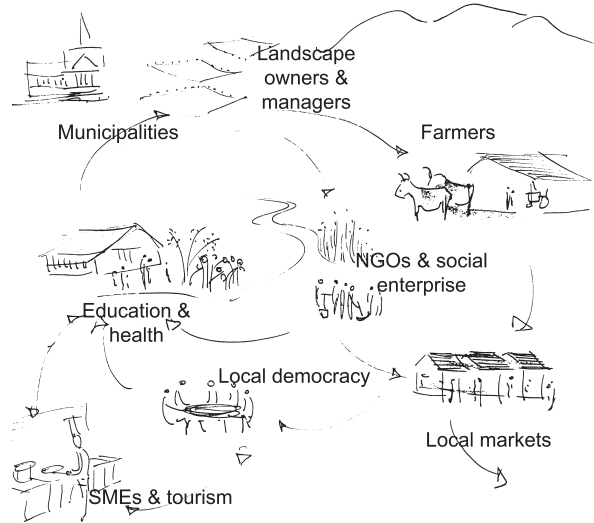 Landscape
owners &
managers
Municipalities
Farmers
NGOs & social
enterprise
Education &
health
Local democracy
Local markets
SMEs & tourism